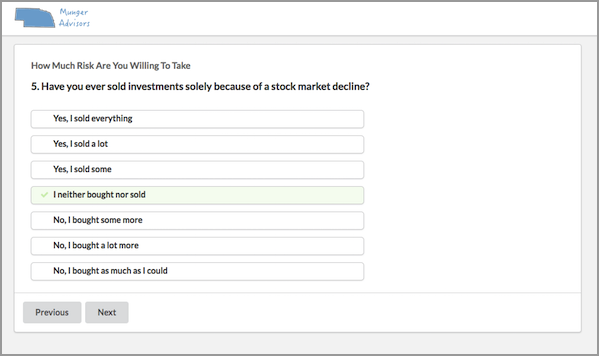 Munger
Advisors
How Much Risk Are You Willing To Take
5. Have you ever sold investments solely because of a stock market decline?
Yes, I sold everything
Yes, I sold a lot
Yes, I sold some
I neither bought nor sold
No, I bought some more
No, I bought a lot more
No, I bought as much as I could
Previous Next